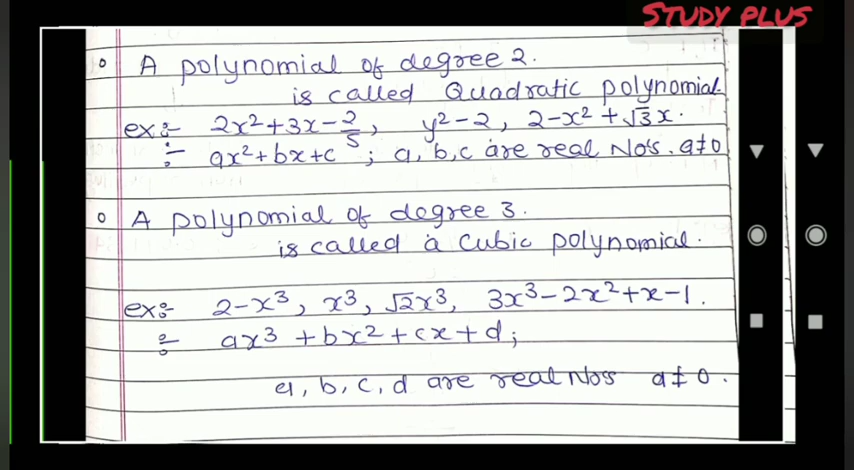 STUDY PLUS
o A polynomial of degree 2.
is called Quadratic polynomial.
ex:- 2x²+3x-2/5, y²-2, 2-x²+√3x.
÷ ax²+bx+c ; a, b, c are real No's. a≠0
o A polynomial of degree 3.
is called a Cubic polynomial.
ex:- 2-x³, x³, √2x³, 3x³-2x²+x-1.
÷ ax³+bx²+cx+d;
a, b, c, d are real No's a≠0.